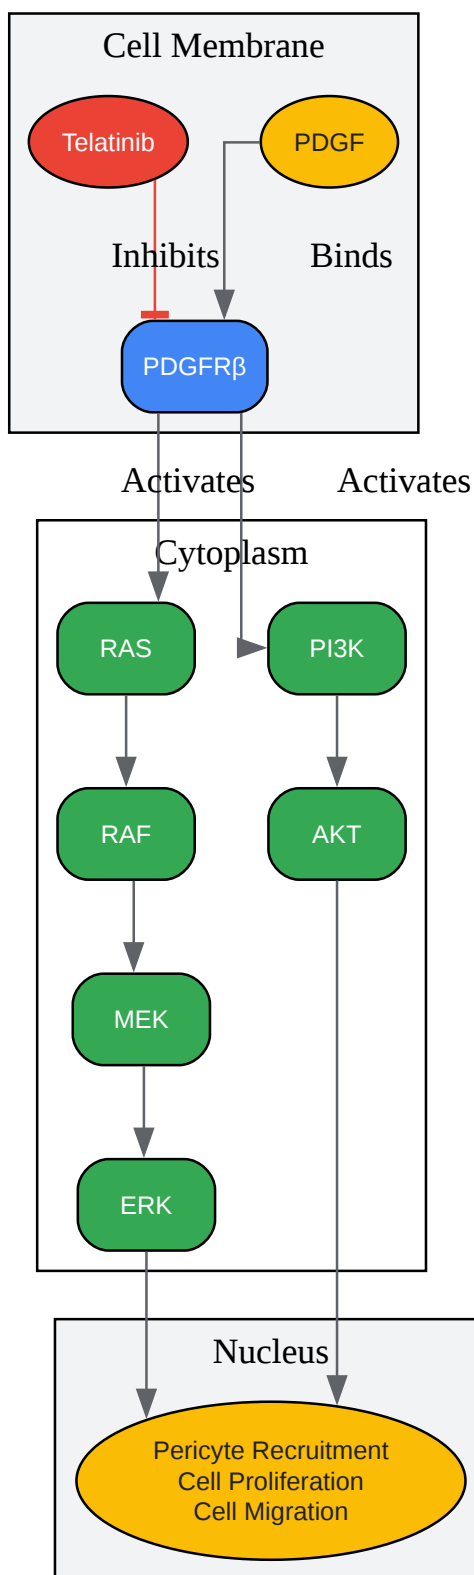 Cell Membrane
Telatinib
PDGF
Inhibits
Binds
PDGFRβ
Activates
Activates
Cytoplasm
RAS
PI3K
RAF
AKT
MEK
ERK
Nucleus
Pericyte Recruitment
Cell Proliferation
Cell Migration